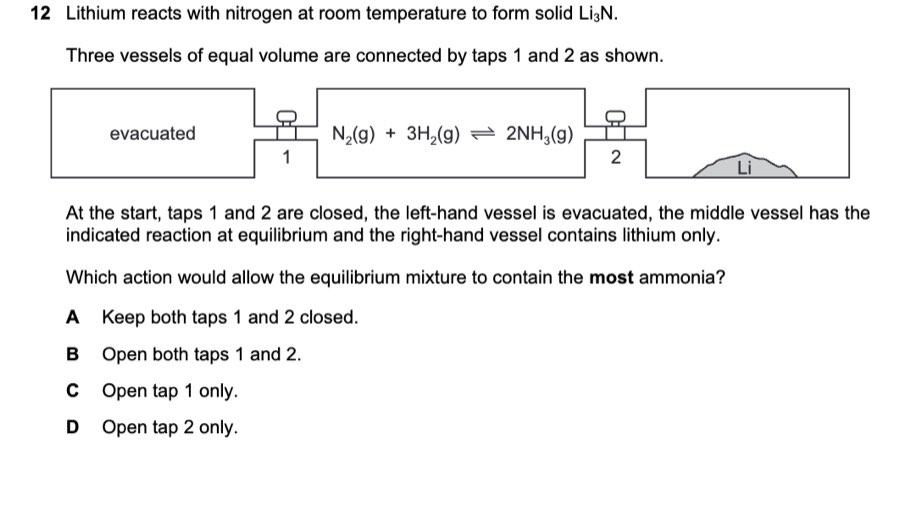 12 Lithium reacts with nitrogen at room temperature to form solid Li₃N.
Three vessels of equal volume are connected by taps 1 and 2 as shown.
evacuated
1
N₂(g) + 3H₂(g) ⇌ 2NH₃(g)
2
Li
At the start, taps 1 and 2 are closed, the left-hand vessel is evacuated, the middle vessel has the
indicated reaction at equilibrium and the right-hand vessel contains lithium only.
Which action would allow the equilibrium mixture to contain the most ammonia?
A Keep both taps 1 and 2 closed.
B Open both taps 1 and 2.
C Open tap 1 only.
D Open tap 2 only.